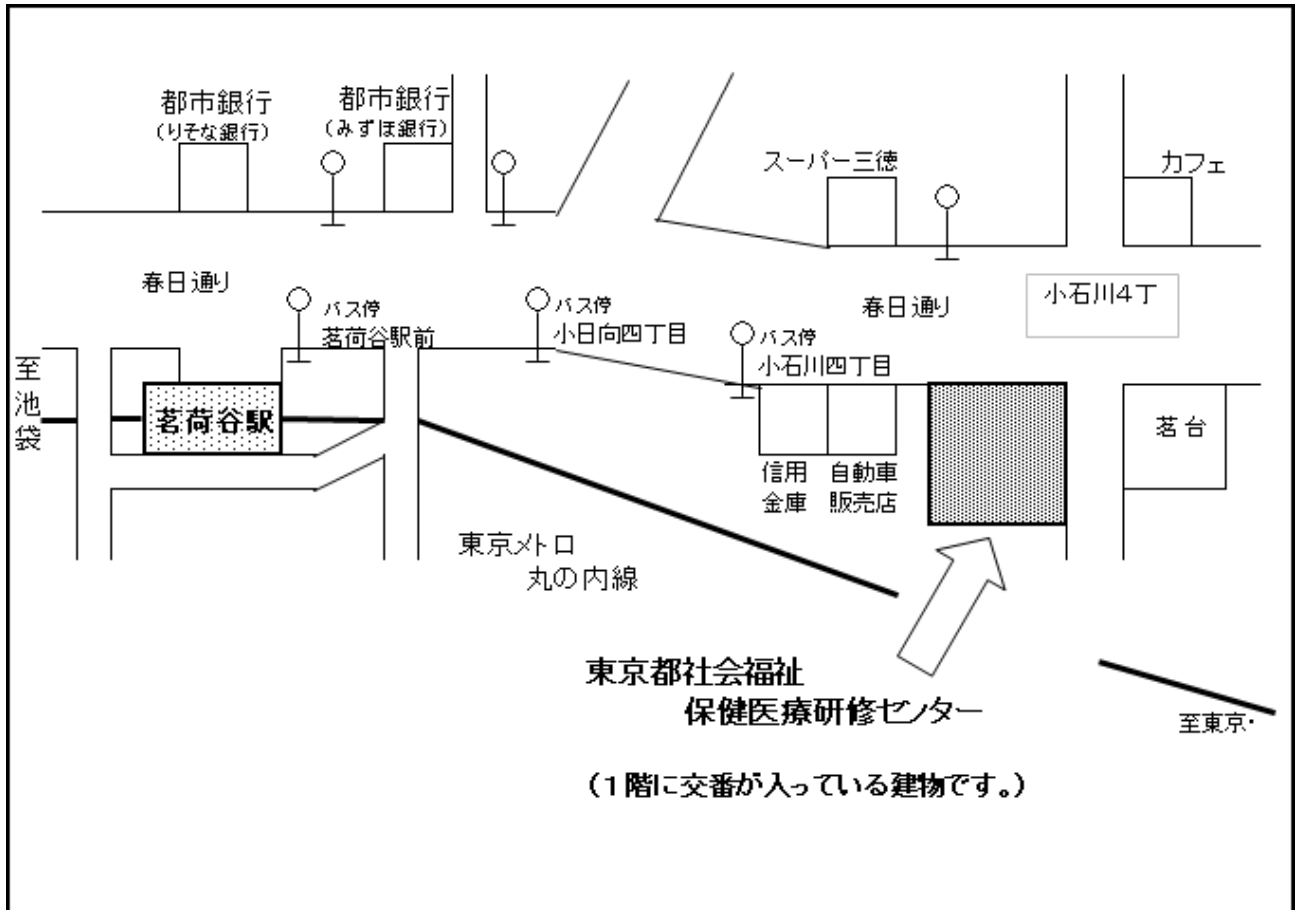 都市銀行
(りそな銀行)
都市銀行
(みずほ銀行)
スーパー三徳
カフェ
春日通り
バス停
茗荷谷駅前
バス停
小日向四丁目
春日通り
小石川4丁
バス停
小石川四丁目
至池袋
茗荷谷駅
信用
金庫
自動車
販売店
茗台
東京メトロ
丸の内線
東京都社会福祉
保健医療研修センター
至東京・
(1階に交番が入っている建物です。)